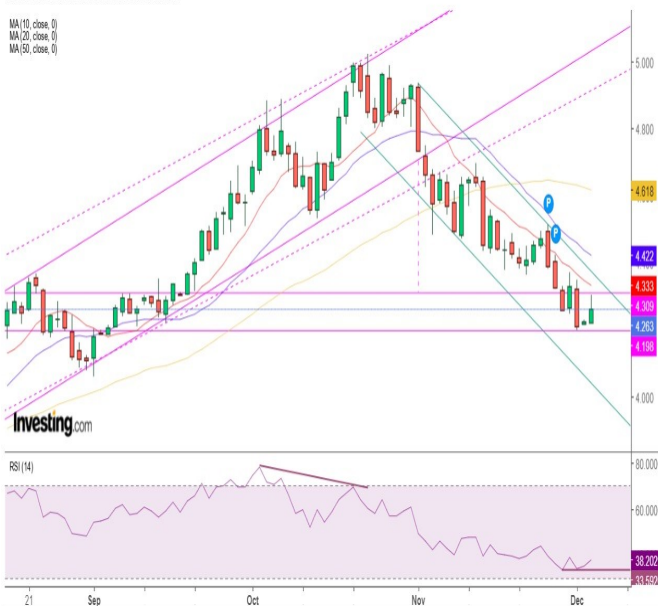 MA (10, close, 0)
MA (20, close, 0)
MA (50, close, 0)
5.000
4.800
4.618
4.422
4.333
4.309
4.263
4.198
4.000
P
P
Investing.com
RSI (14)
80.000
60.000
38.202
33.592
21 Sep Oct Nov Dec